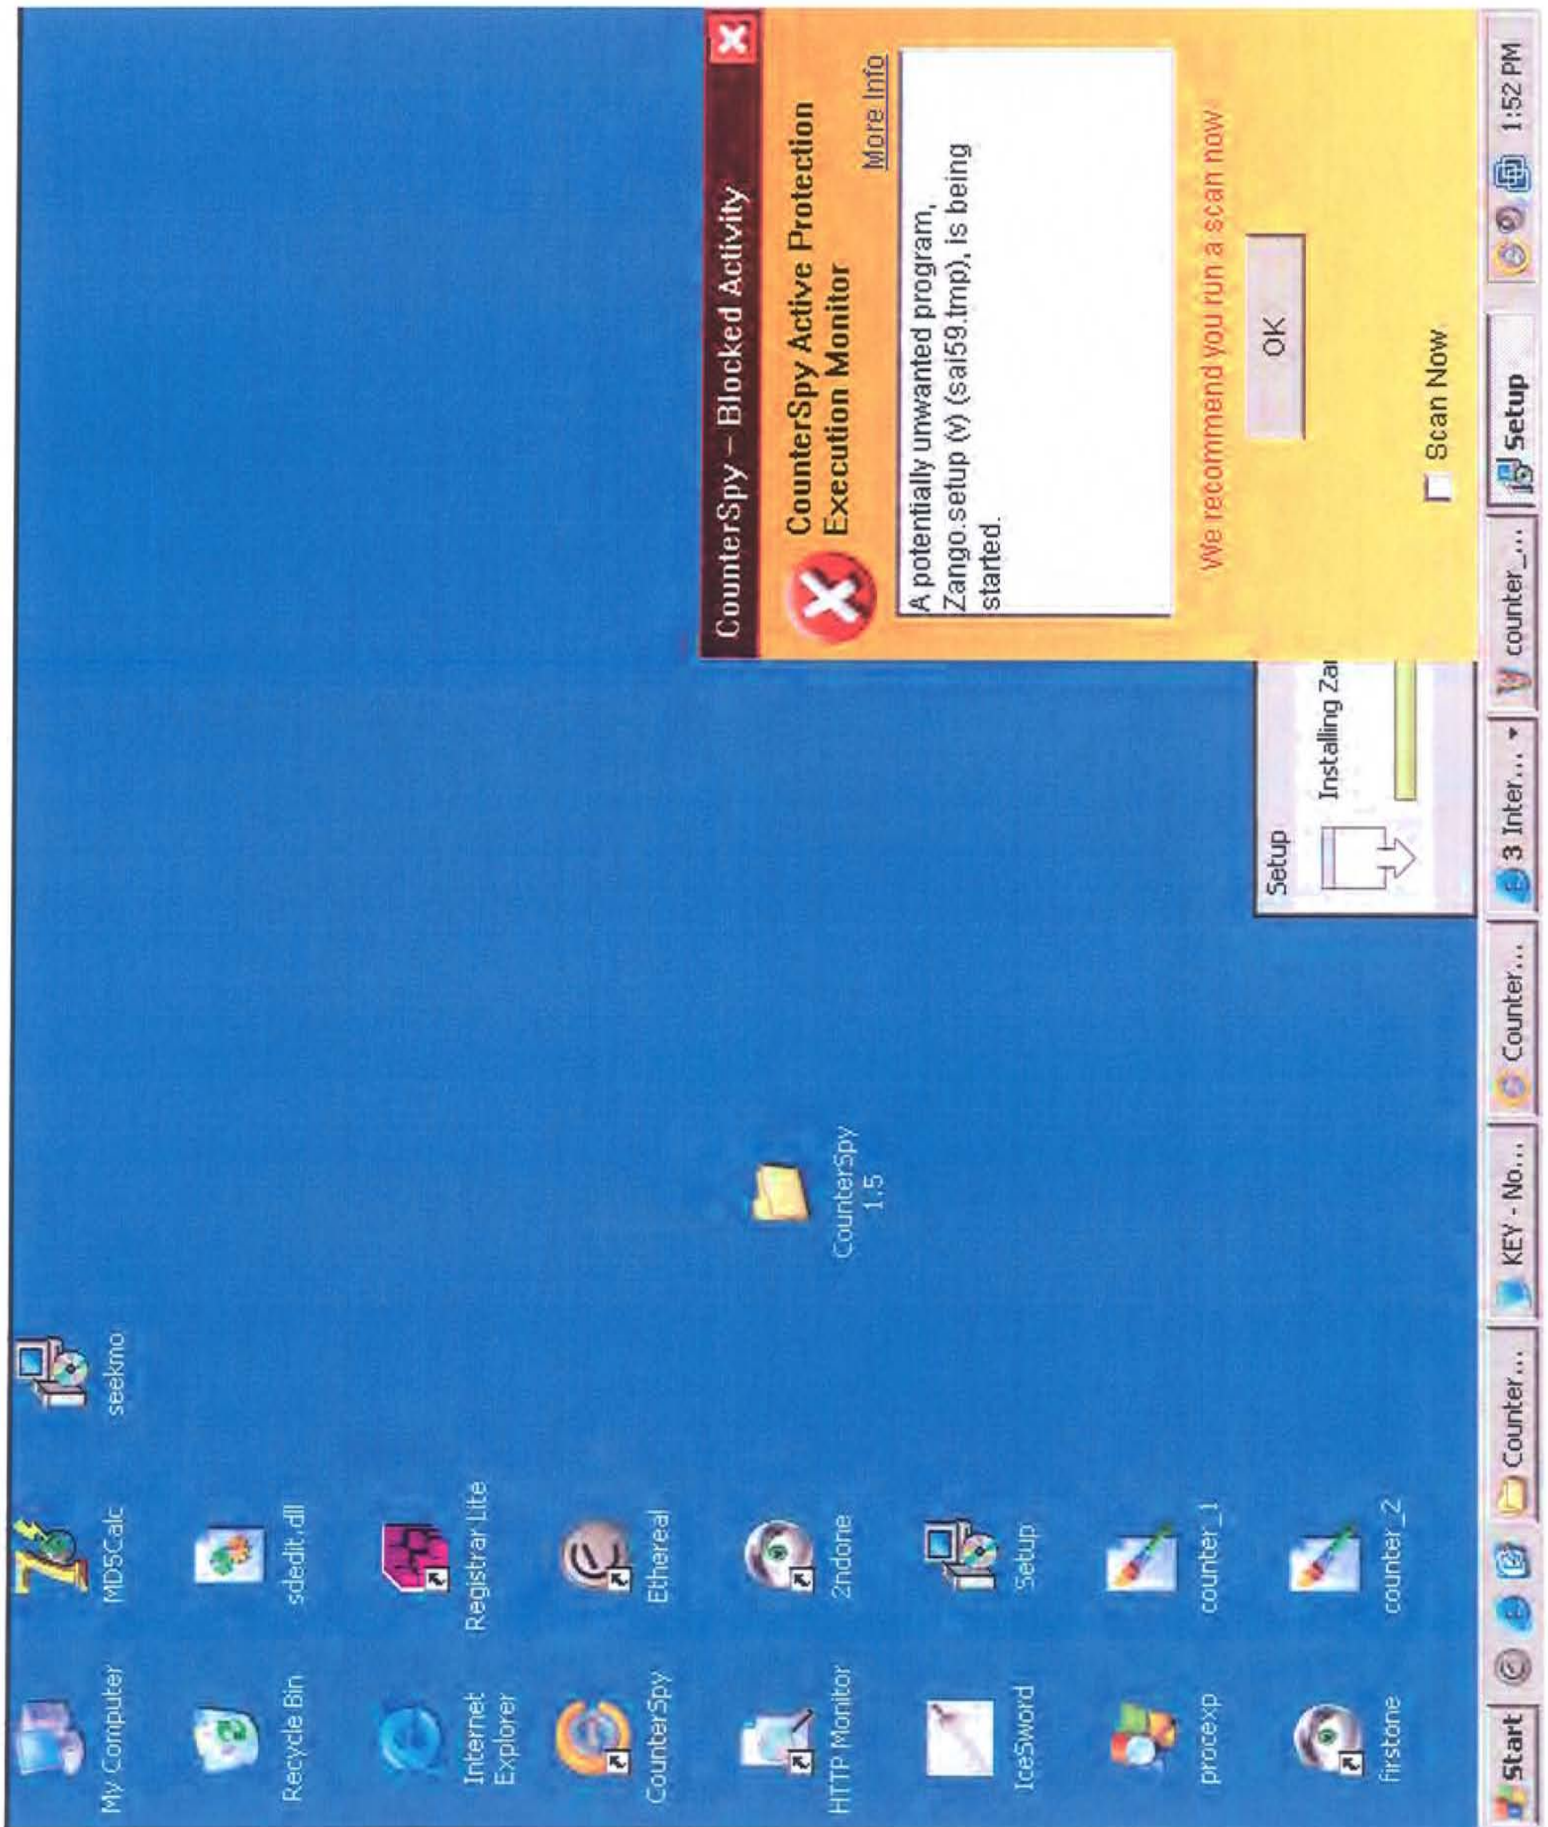 My Computer
MD5Calc
seekmo
Recycle Bin
sdedit.dll
Internet
Explorer
Registrar Lite
CounterSpy
Ethereal
HTTP Monitor
2ndone
CounterSpy
1.5
IceSword
Setup
procexp
counter_1
firstone
counter_2
CounterSpy – Blocked Activity
CounterSpy Active Protection
Execution Monitor
More Info
A potentially unwanted program,
Zango.setup (v) (sai59.tmp), is being
started.
We recommend you run a scan now
OK
Scan Now
Setup
Installing Za
Start
Counter...
KEY - No...
Counter...
3 Inter...
counter_...
Setup
1:52 PM